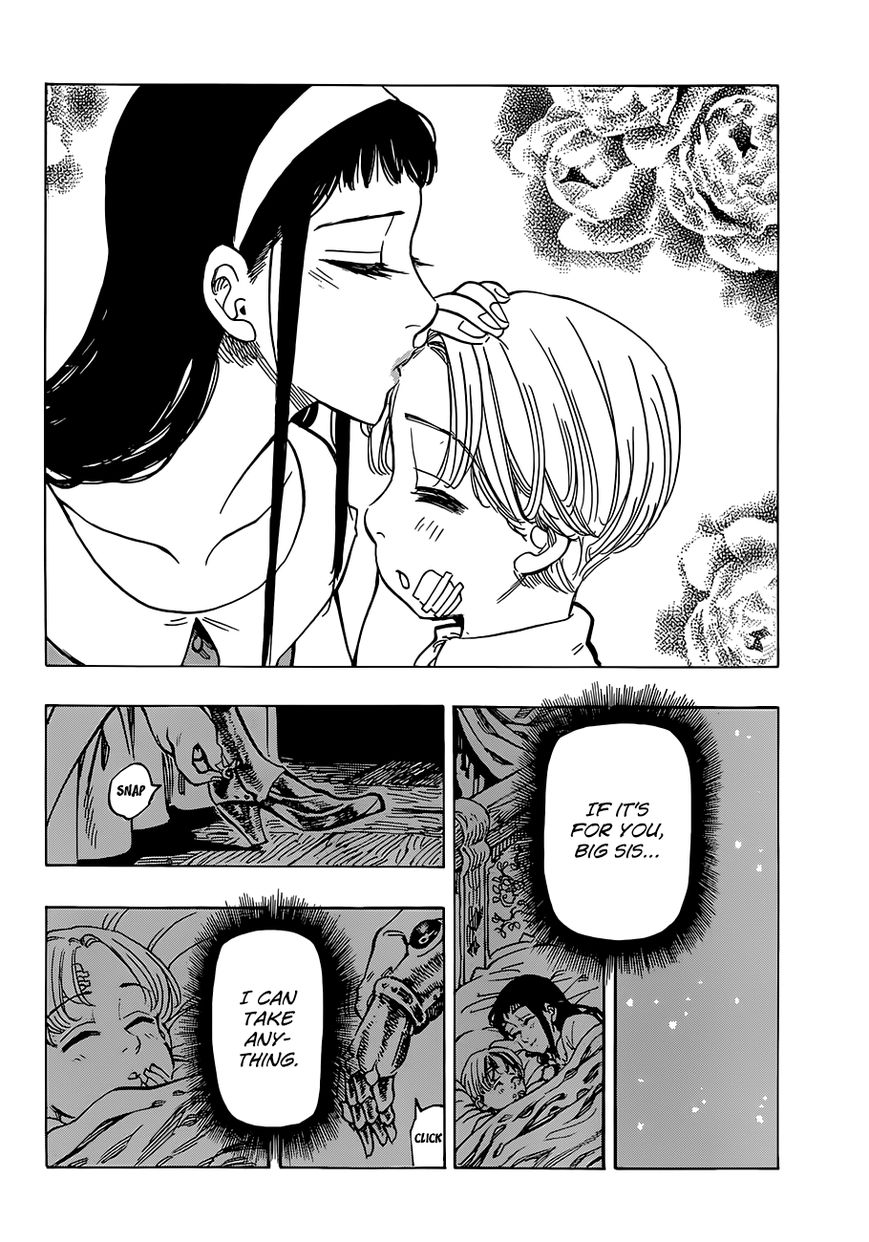 IF IT'S
FOR YOU,
BIG SIS...
SNAP
I CAN
TAKE
ANY-
THING.
CLICK